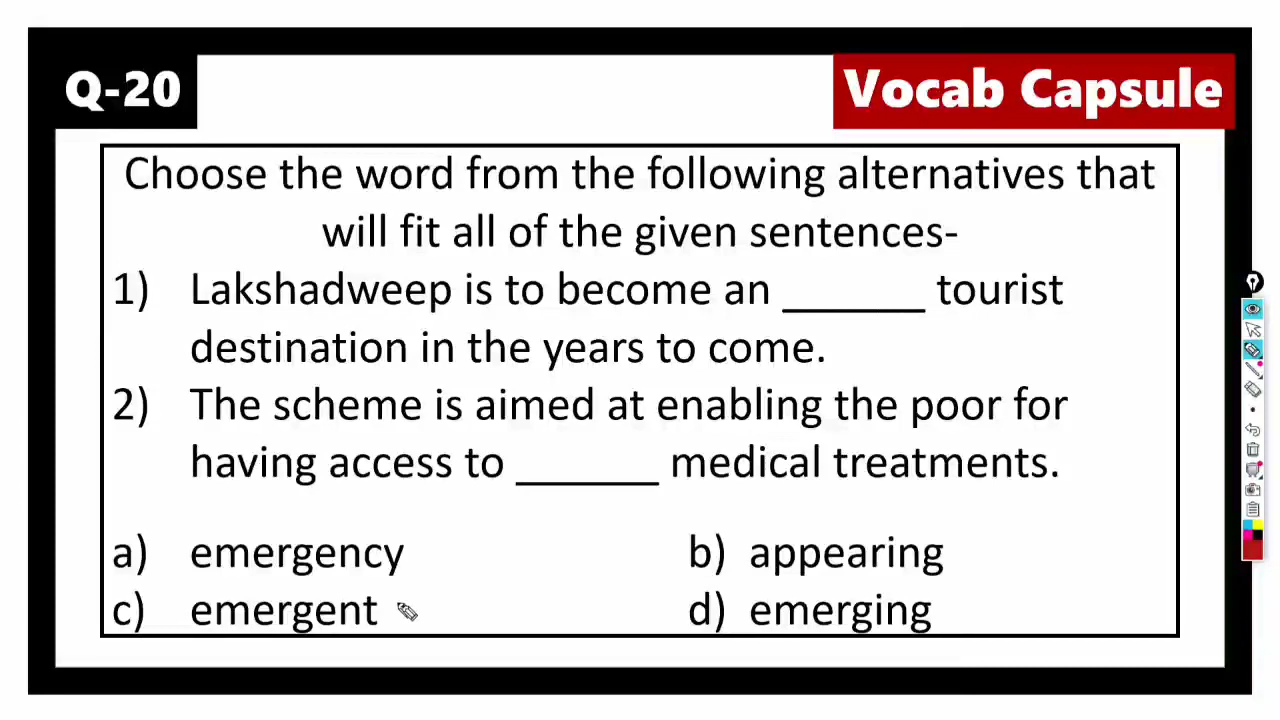 Q-20
Vocab Capsule
Choose the word from the following alternatives that
will fit all of the given sentences-
1) Lakshadweep is to become an ______ tourist
destination in the years to come.
2) The scheme is aimed at enabling the poor for
having access to ______ medical treatments.
a) emergency b) appearing
c) emergent d) emerging